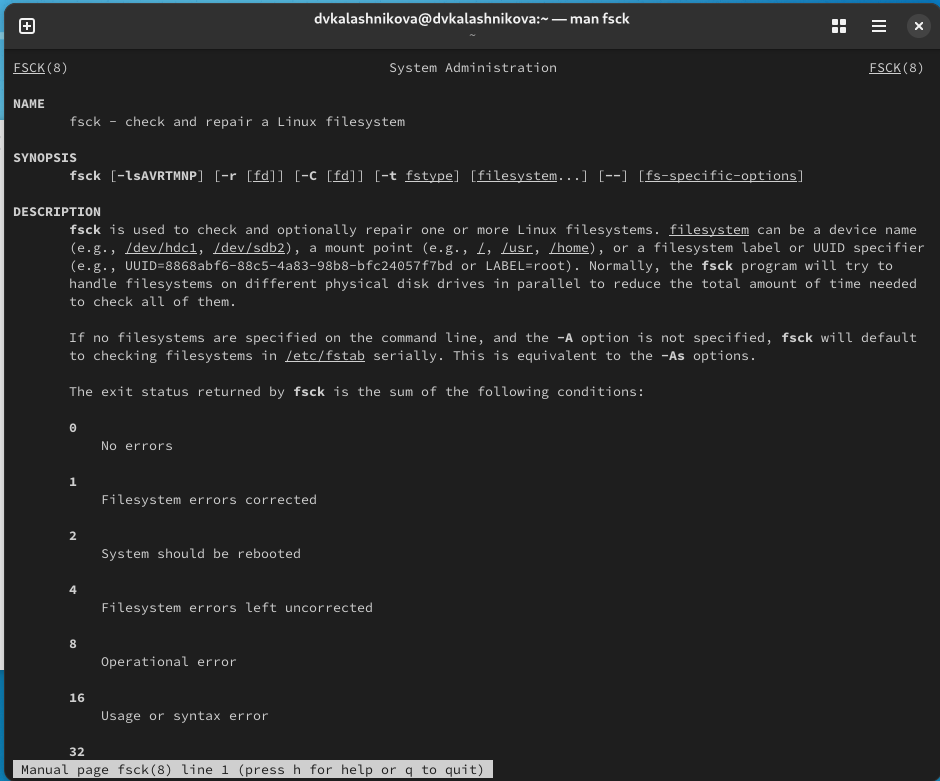 dvkalashnikova@dvkalashnikova:~ — man fsck
~
FSCK(8) System Administration FSCK(8)
NAME
fsck - check and repair a Linux filesystem
SYNOPSIS
fsck [-lsAVRTMNP] [-r [fd]] [-C [fd]] [-t fstype] [filesystem...] [--] [fs-specific-options]
DESCRIPTION
fsck is used to check and optionally repair one or more Linux filesystems. filesystem can be a device name
(e.g., /dev/hdc1, /dev/sdb2), a mount point (e.g., /, /usr, /home), or a filesystem label or UUID specifier
(e.g., UUID=8868abf6-88c5-4a83-98b8-bfc24057f7bd or LABEL=root). Normally, the fsck program will try to
handle filesystems on different physical disk drives in parallel to reduce the total amount of time needed
to check all of them.
If no filesystems are specified on the command line, and the -A option is not specified, fsck will default
to checking filesystems in /etc/fstab serially. This is equivalent to the -As options.
The exit status returned by fsck is the sum of the following conditions:
0
No errors
1
Filesystem errors corrected
2
System should be rebooted
4
Filesystem errors left uncorrected
8
Operational error
16
Usage or syntax error
32
Manual page fsck(8) line 1 (press h for help or q to quit)